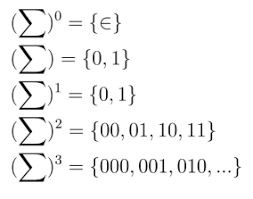 (∑)⁰ = {∈}
(∑) = {0, 1}
(∑)¹ = {0, 1}
(∑)² = {00, 01, 10, 11}
(∑)³ = {000, 001, 010, ...}